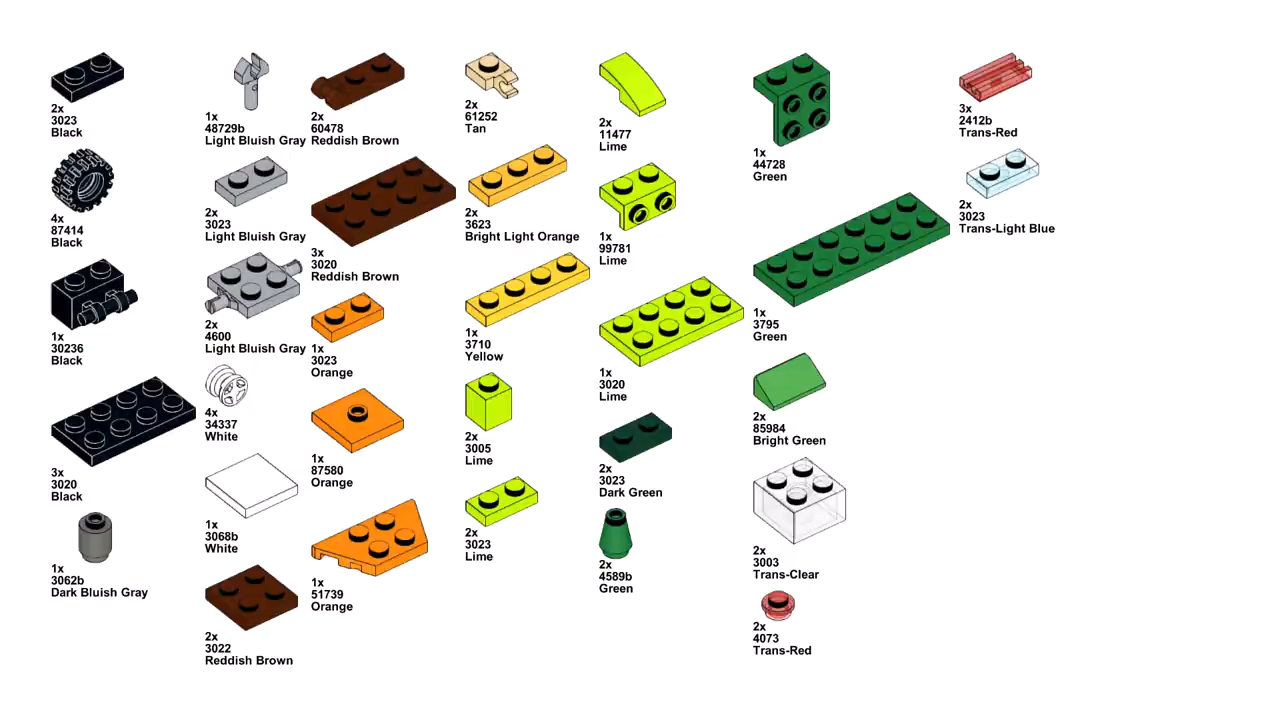 2x
3023
Black
4x
87414
Black
1x
30236
Black
3x
3020
Black
1x
3062b
Dark Bluish Gray
1x
48729b
Light Bluish Gray
2x
3023
Light Bluish Gray
2x
4600
Light Bluish Gray
4x
34337
White
1x
3068b
White
2x
3022
Reddish Brown
2x
60478
Reddish Brown
3x
3020
Reddish Brown
1x
3023
Orange
1x
87580
Orange
1x
51739
Orange
2x
61252
Tan
2x
3623
Bright Light Orange
1x
3710
Yellow
2x
3005
Lime
2x
3023
Lime
2x
11477
Lime
1x
99781
Lime
1x
3020
Lime
2x
3023
Dark Green
2x
4589b
Green
1x
44728
Green
1x
3795
Green
2x
85984
Bright Green
2x
3003
Trans-Clear
2x
4073
Trans-Red
3x
2412b
Trans-Red
2x
3023
Trans-Light Blue